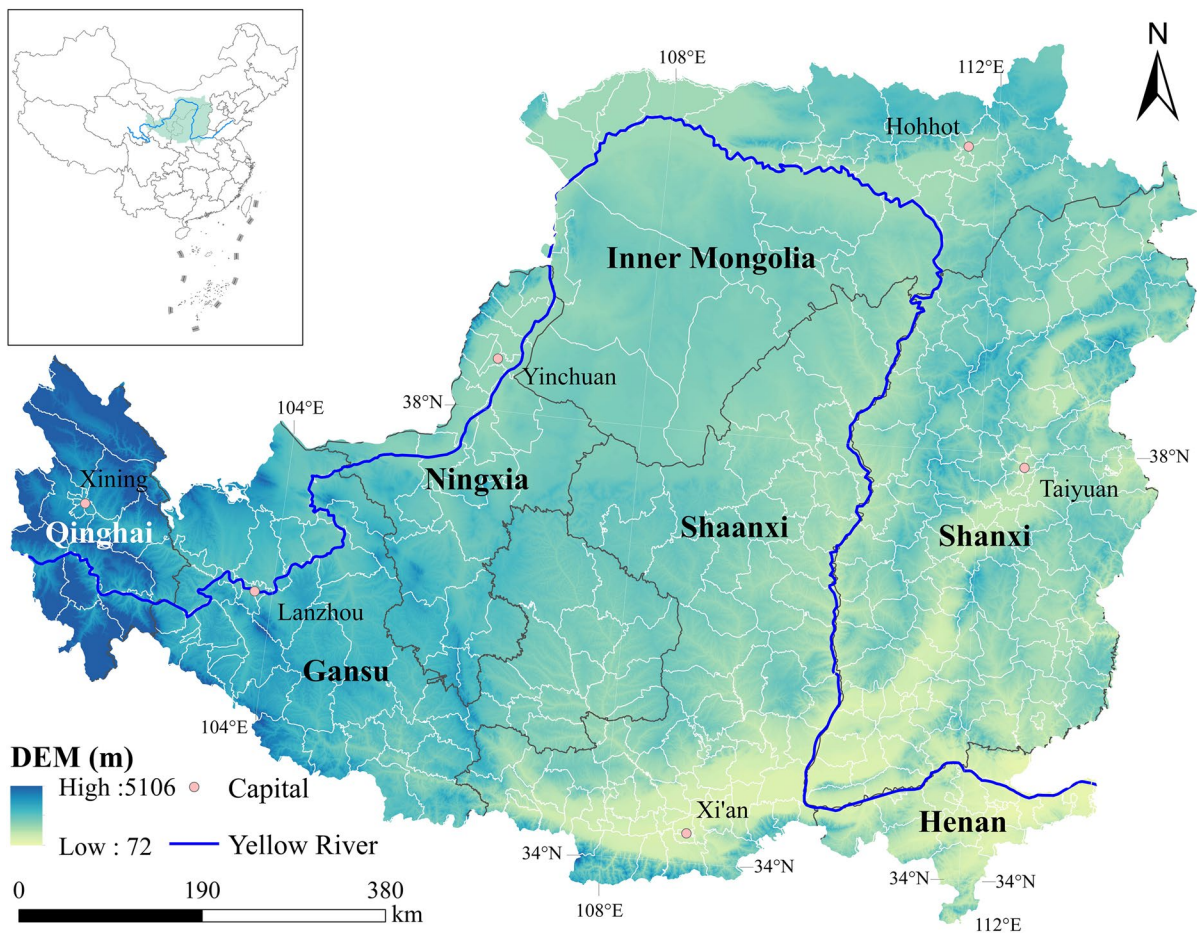 N
108°E
112°E
Hohhot
Inner Mongolia
Yinchuan
104°E
38°N
38°N
Xining
Ningxia
Taiyuan
Qinghai
Shaanxi
Shanxi
Lanzhou
Gansu
104°E
DEM (m)
High :5106
Capital
Low : 72
Yellow River
Xi'an
Henan
34°N
34°N
34°N
34°N
108°E
112°E
0
190
380
km